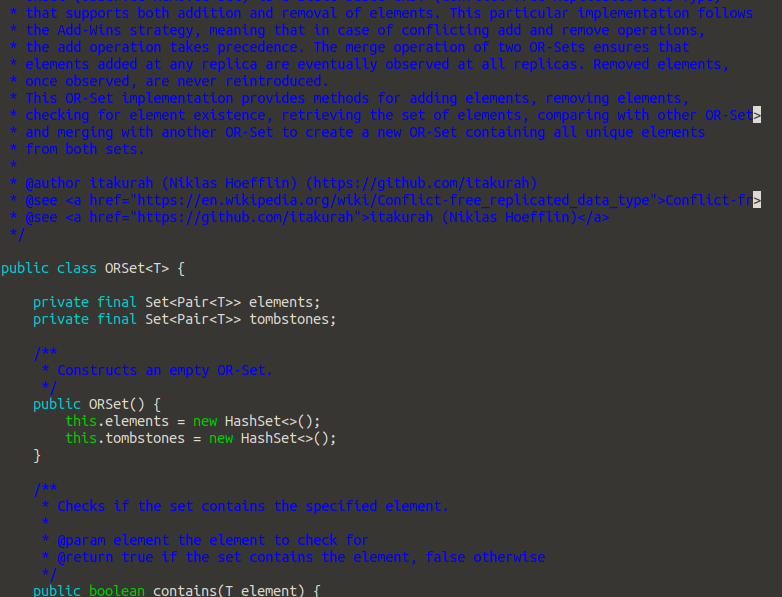 * that supports both addition and removal of elements. This particular implementation follows
* the Add-Wins strategy, meaning that in case of conflicting add and remove operations,
* the add operation takes precedence. The merge operation of two OR-Sets ensures that
* elements added at any replica are eventually observed at all replicas. Removed elements,
* once observed, are never reintroduced.
* This OR-Set implementation provides methods for adding elements, removing elements,
* checking for element existence, retrieving the set of elements, comparing with other OR-Set>
* and merging with another OR-Set to create a new OR-Set containing all unique elements
* from both sets.
*
* @author itakurah (Niklas Hoefflin) (https://github.com/itakurah)
* @see <a href="https://en.wikipedia.org/wiki/Conflict-free_replicated_data_type">Conflict-fr>
* @see <a href="https://github.com/itakurah">itakurah (Niklas Hoefflin)</a>
*/
public class ORSet<T> {
private final Set<Pair<T>> elements;
private final Set<Pair<T>> tombstones;
/**
* Constructs an empty OR-Set.
*/
public ORSet() {
this.elements = new HashSet<>();
this.tombstones = new HashSet<>();
}
/**
* Checks if the set contains the specified element.
*
* @param element the element to check for
* @return true if the set contains the element, false otherwise
*/
public boolean contains(T element) {